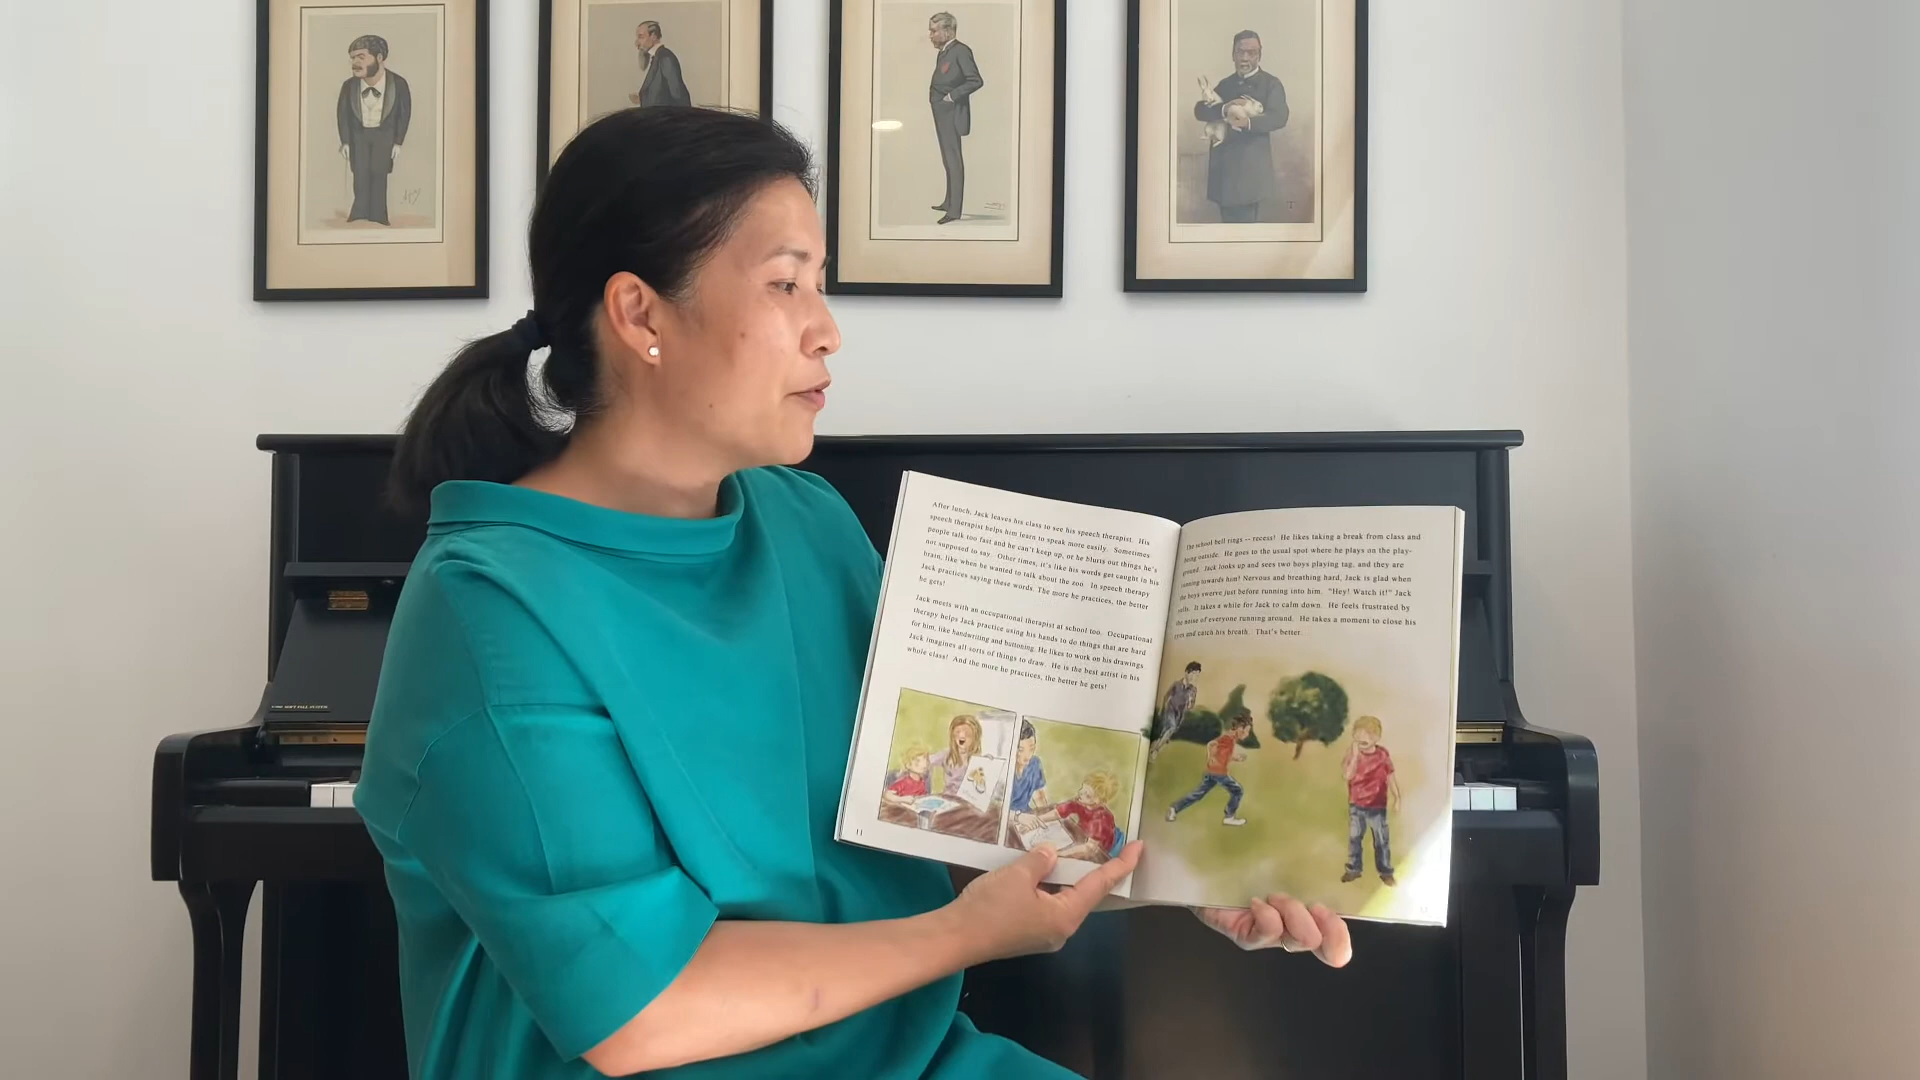 After lunch, Jack leaves his class to see his speech therapist. His
speech therapist helps him learn to speak more easily. Sometimes
people talk too fast and he can't keep up, or he blurts out things he's
not supposed to say. Other times, it's like his words get caught in his
brain, like when he wanted to talk about the zoo. In speech therapy
Jack practices saying these words. The more he practices, the better
he gets!
Jack meets with an occupational therapist at school too. Occupational
therapy helps Jack practice using his hands to do things that are hard
for him, like handwriting and buttoning. He likes to work on his drawings.
Jack imagines all sorts of things to draw. He is the best artist in his
whole class! And the more he practices, the better he gets!
11
The school bell rings -- recess! He likes taking a break from class and
being outside. He goes to the usual spot where he plays on the play-
ground. Jack looks up and sees two boys playing tag, and they are
running towards him! Nervous and breathing hard, Jack is glad when
the boys swerve just before running into him. "Hey! Watch it!" Jack
yells. It takes a while for Jack to calm down. He feels frustrated by
the noise of everyone running around. He takes a moment to close his
eyes and catch his breath. That's better.